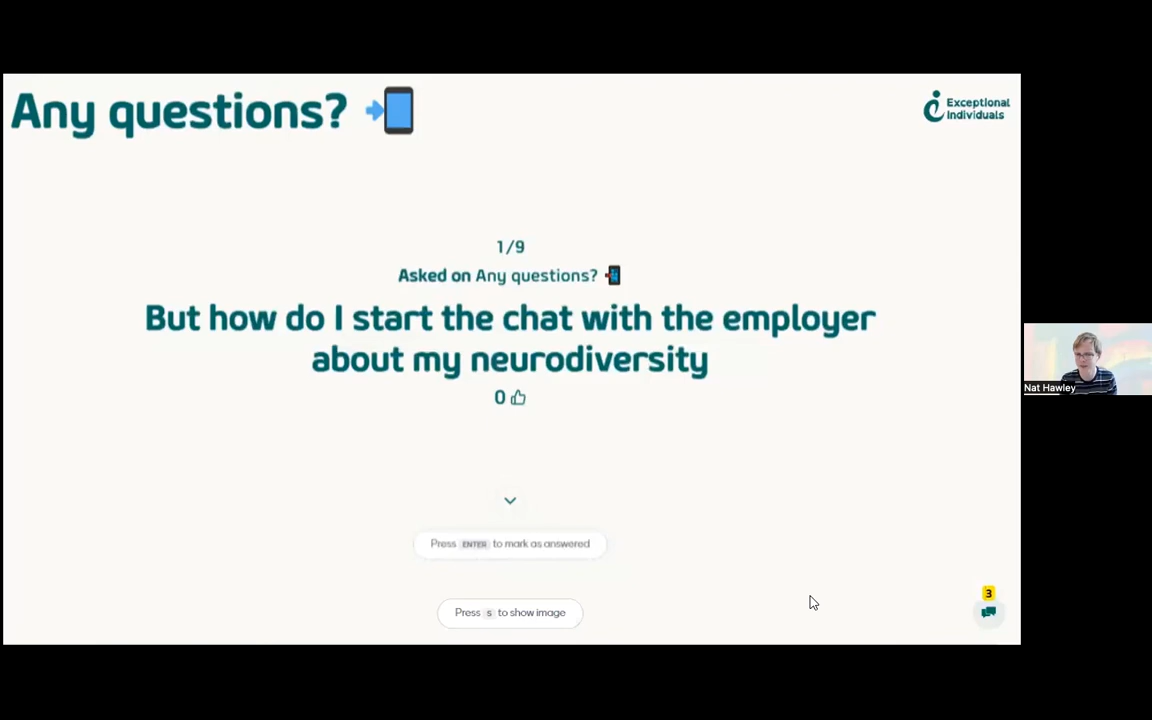 Any questions?
Exceptional
Individuals
1/9
Asked on Any questions?
But how do I start the chat with the employer
about my neurodiversity
0
Nat Hawley
Press ENTER to mark as answered
3
Press S to show image